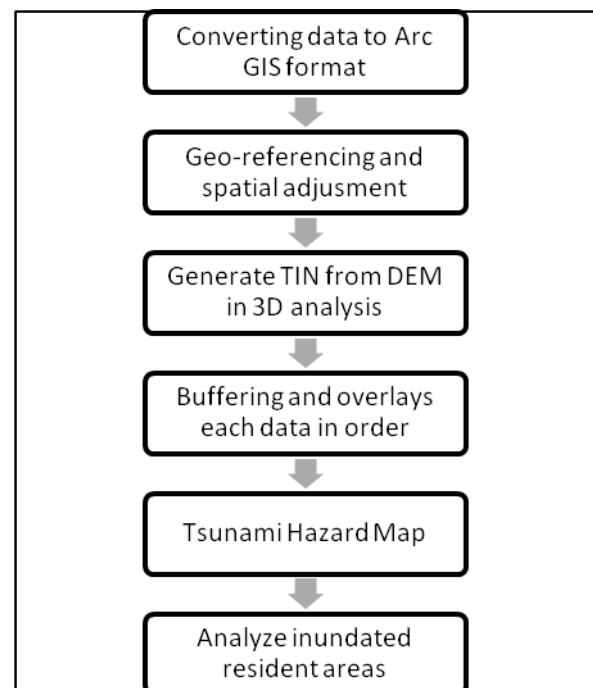 Converting data to Arc
GIS format
Geo-referencing and
spatial adjusment
Generate TIN from DEM
in 3D analysis
Buffering and overlays
each data in order
Tsunami Hazard Map
Analyze inundated
resident areas